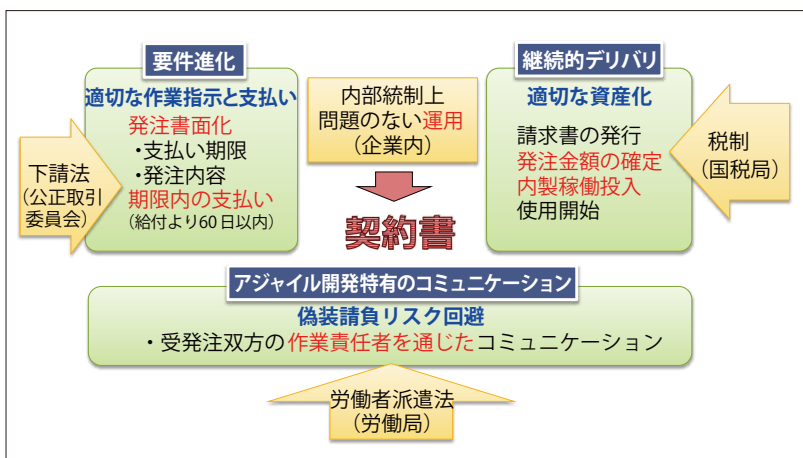 要件進化
適切な作業指示と支払い
発注書面化
・支払い期限
・発注内容
期限内の支払い
(給付より60日以内)
下請法
(公正取引
委員会)
内部統制上
問題のない運用
(企業内)
契約書
継続的デリバリ
適切な資産化
請求書の発行
発注金額の確定
内製稼働投入
使用開始
税制
(国税局)
アジャイル開発特有のコミュニケーション
偽装請負リスク回避
・受発注双方の作業責任者を通じたコミュニケーション
労働者派遣法
(労働局)